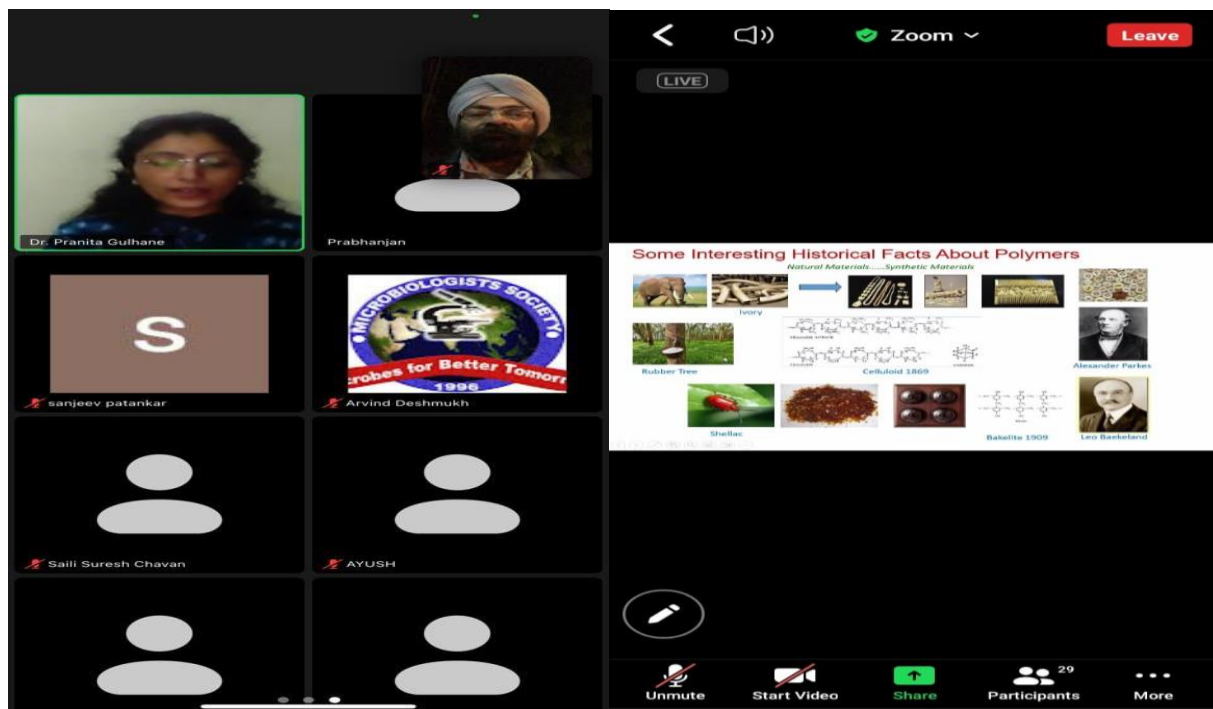 Dr. Pranita Gulhane
Prabhanjan
S
sanjeev patankar
MICROBIOLOGISTS SOCIETY
crobes for Better Tomorr
1996
Arvind Deshmukh
Saili Suresh Chavan
AYUSH
Zoom
Leave
LIVE
Some Interesting Historical Facts About Polymers
Natural Materials......Synthetic Materials
Ivory
Rubber Tree
Celluloid 1869
Alexander Parkes
Shellac
Bakelite 1909
Leo Baekeland
29
Unmute
Start Video
Share
Participants
More